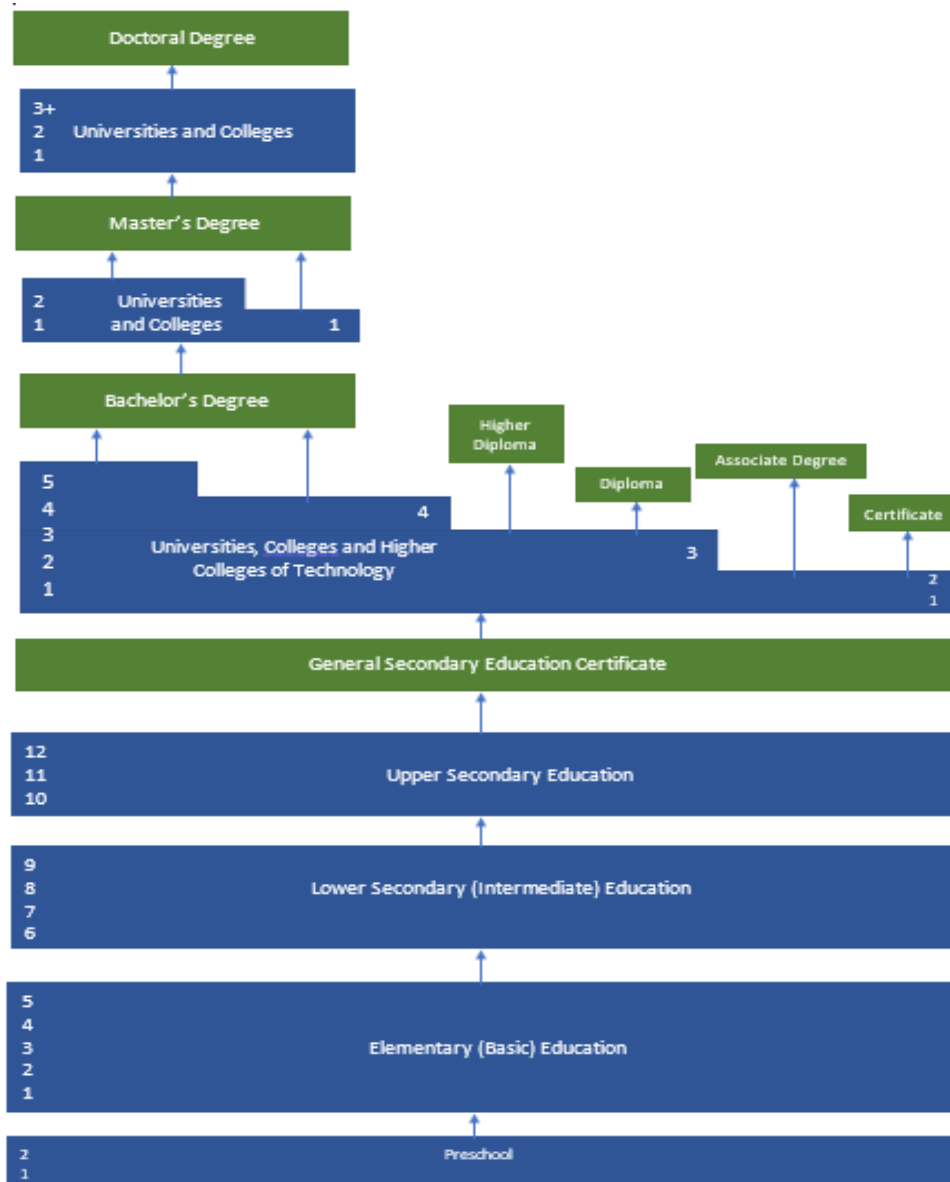 Doctoral Degree
3+
2 Universities and Colleges
1
Master's Degree
2 Universities
1 and Colleges 1
Bachelor's Degree
Higher
Diploma
Associate Degree
Diploma
Certificate
5
4 4
3
Universities, Colleges and Higher 3
2 Colleges of Technology 2
1 1
General Secondary Education Certificate
12
11 Upper Secondary Education
10
9
8 Lower Secondary (Intermediate) Education
7
6
5
4
3 Elementary (Basic) Education
2
1
2 Preschool
1